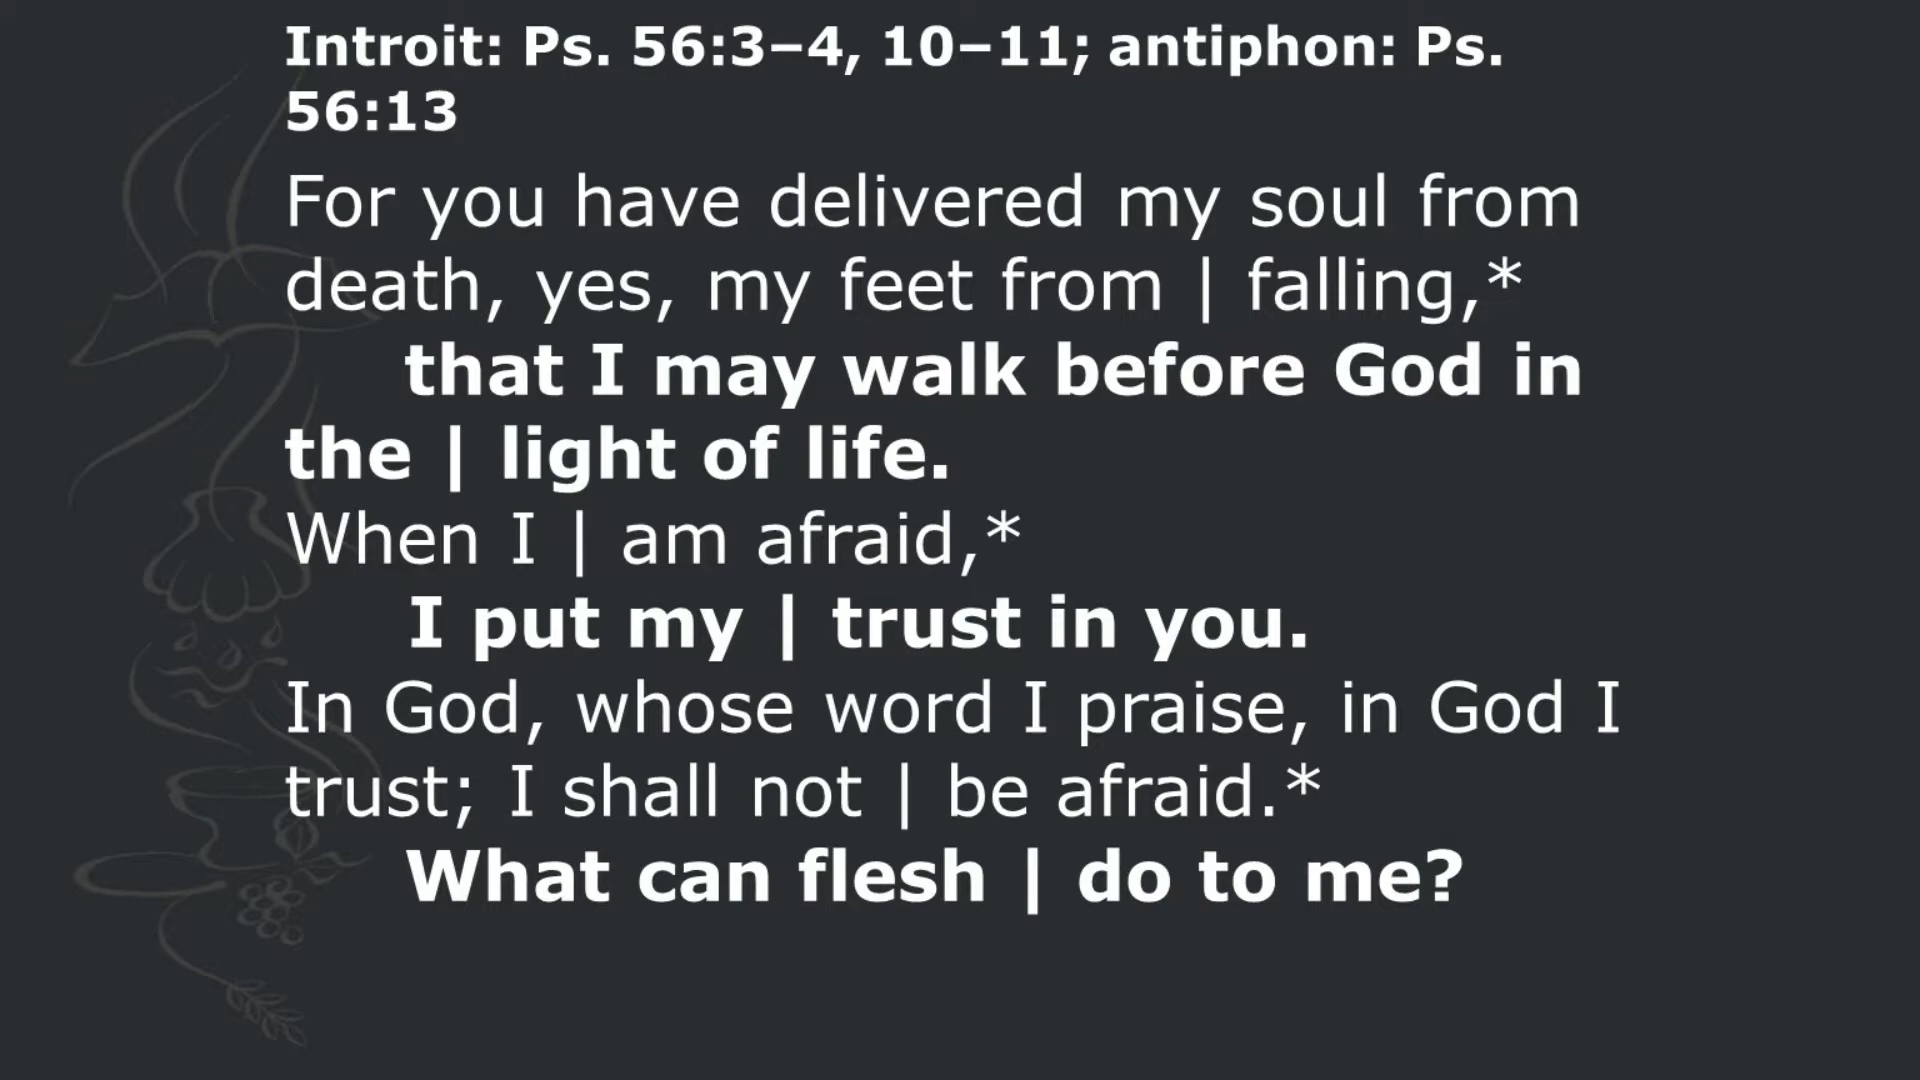 Introit: Ps. 56:3–4, 10–11; antiphon: Ps.
56:13
For you have delivered my soul from
death, yes, my feet from | falling,*
that I may walk before God in
the | light of life.
When I | am afraid,*
I put my | trust in you.
In God, whose word I praise, in God I
trust; I shall not | be afraid.*
What can flesh | do to me?